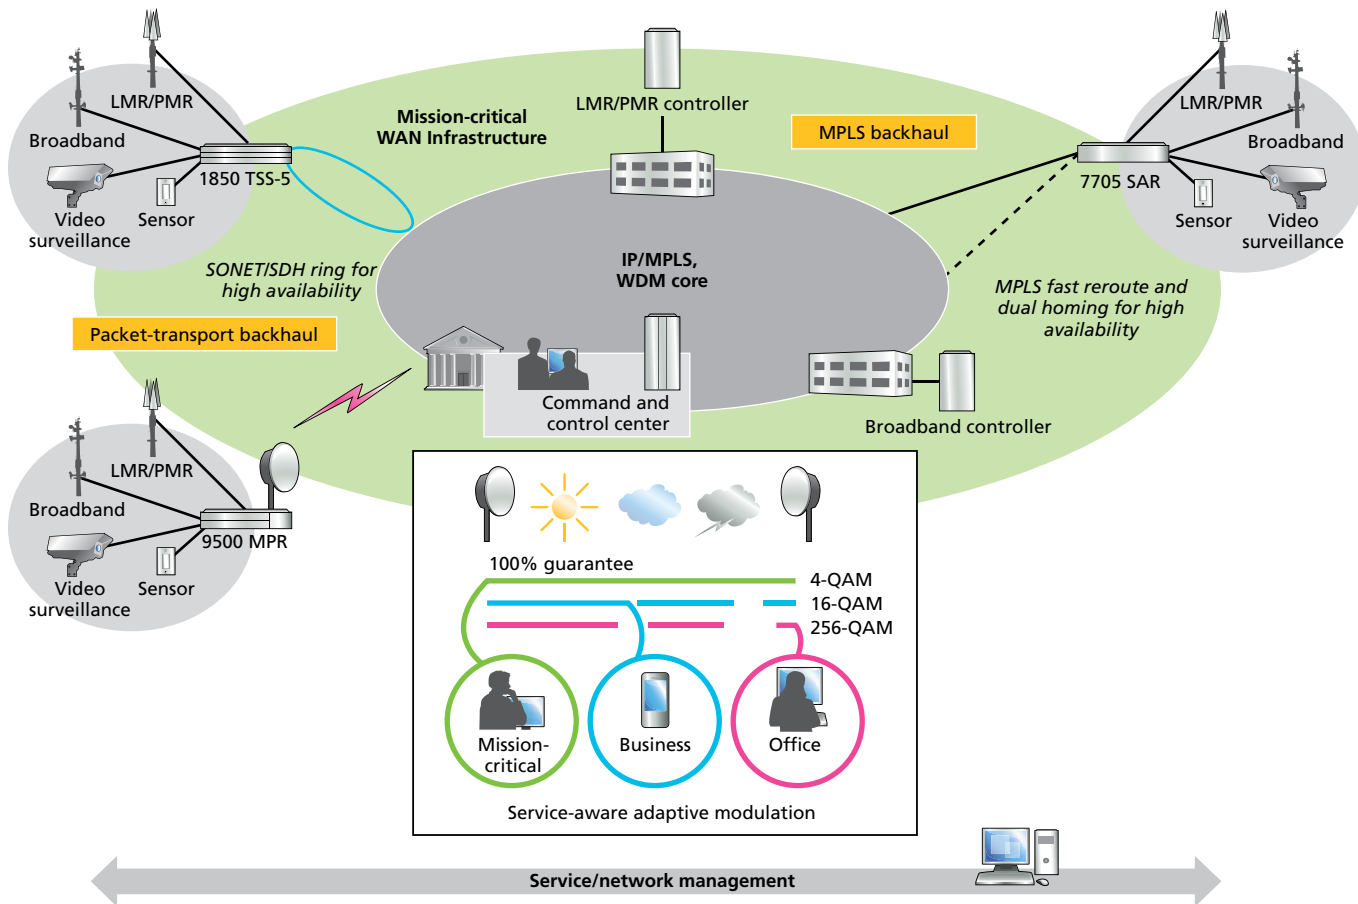 LMR/PMR
Broadband
1850 TSS-5
Video
surveillance
Sensor
Mission-critical
WAN Infrastructure
LMR/PMR controller
MPLS backhaul
LMR/PMR
Broadband
7705 SAR
Sensor
Video
surveillance
SONET/SDH ring for
high availability
IP/MPLS,
WDM core
MPLS fast reroute and
dual homing for high
availability
Packet-transport backhaul
Command and
control center
Broadband controller
LMR/PMR
Broadband
9500 MPR
Video
surveillance
Sensor
100% guarantee
4-QAM
16-QAM
256-QAM
Mission-
critical
Business
Office
Service-aware adaptive modulation
Service/network management